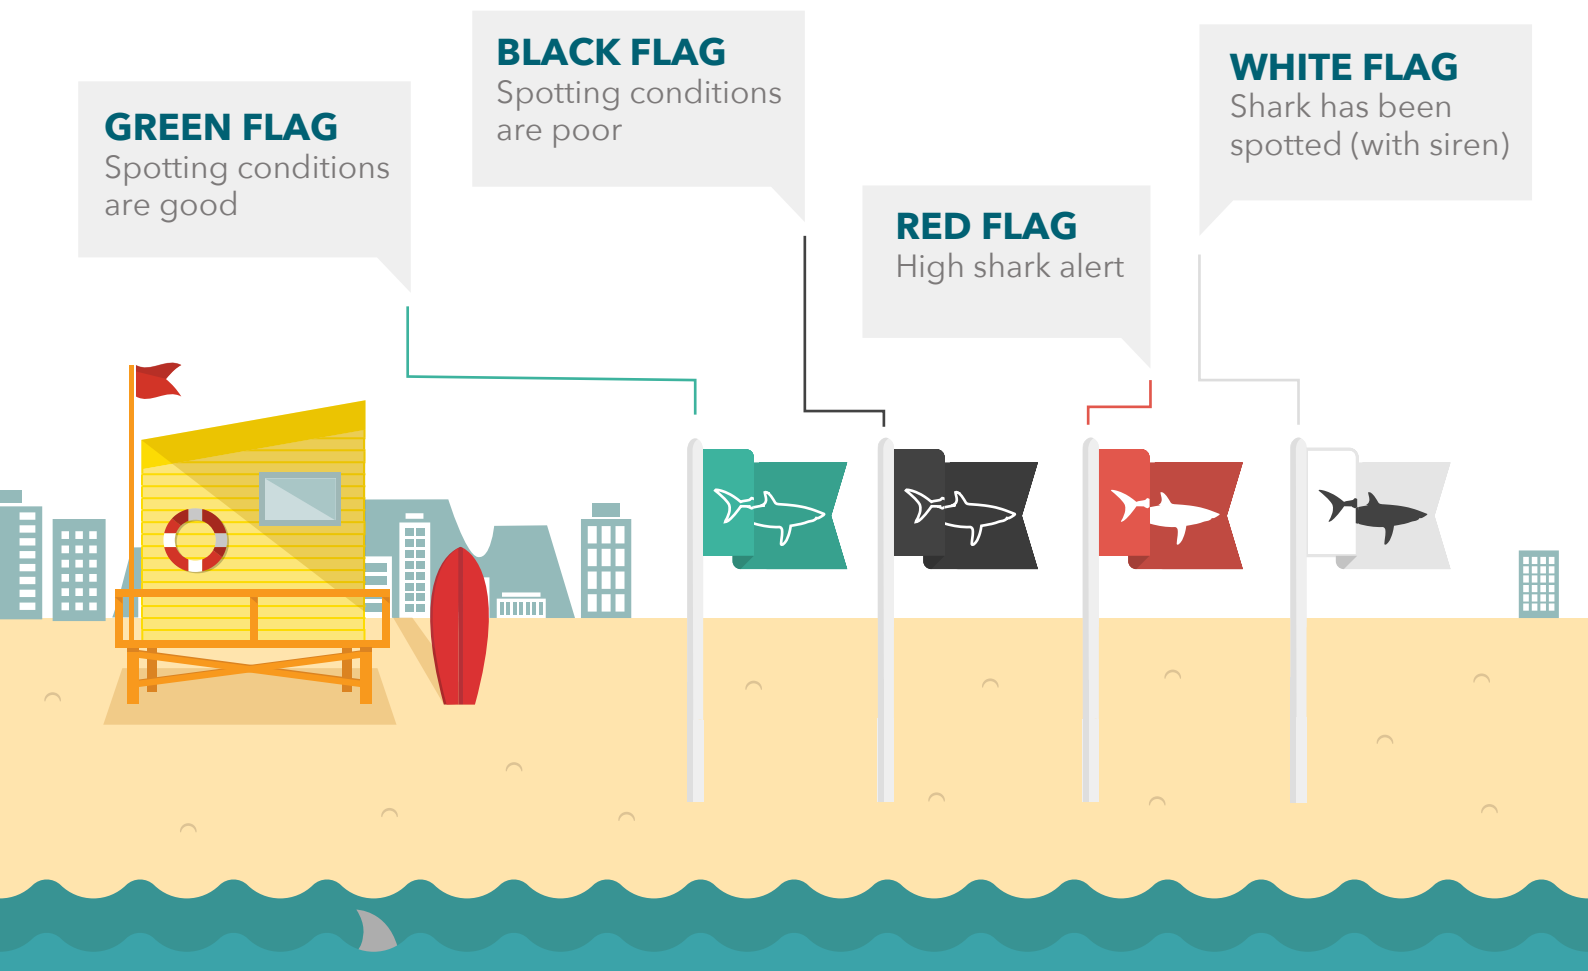 GREEN FLAG
Spotting conditions
are good
BLACK FLAG
Spotting conditions
are poor
RED FLAG
High shark alert
WHITE FLAG
Shark has been
spotted (with siren)